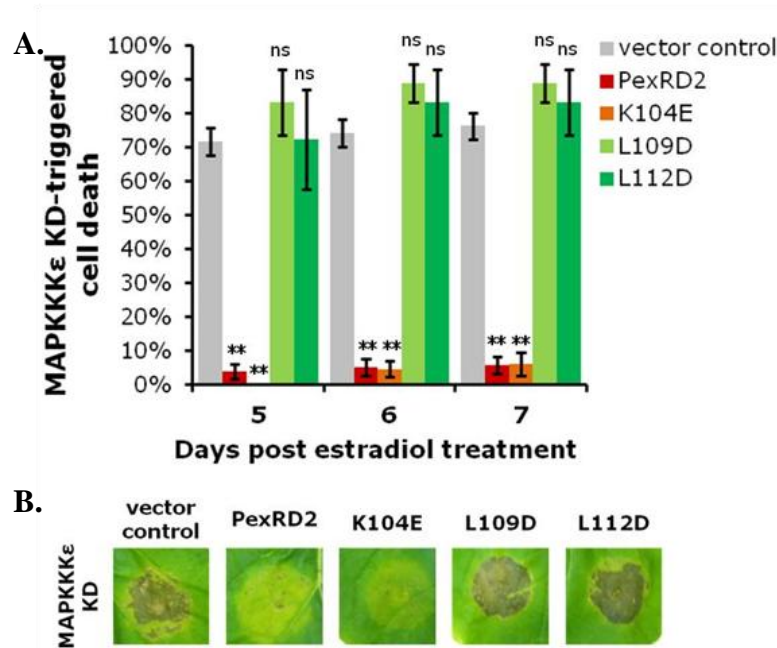 A.
MAPKKKε KD-triggered
cell death
100%
90%
80%
70%
60%
50%
40%
30%
20%
10%
0%
ns
ns
ns
ns
ns
ns
**
**
** **
** **
5 6 7
Days post estradiol treatment
vector control
PexRD2
K104E
L109D
L112D
B.
vector
control
PexRD2
K104E
L109D
L112D
MAPKKKε
KD